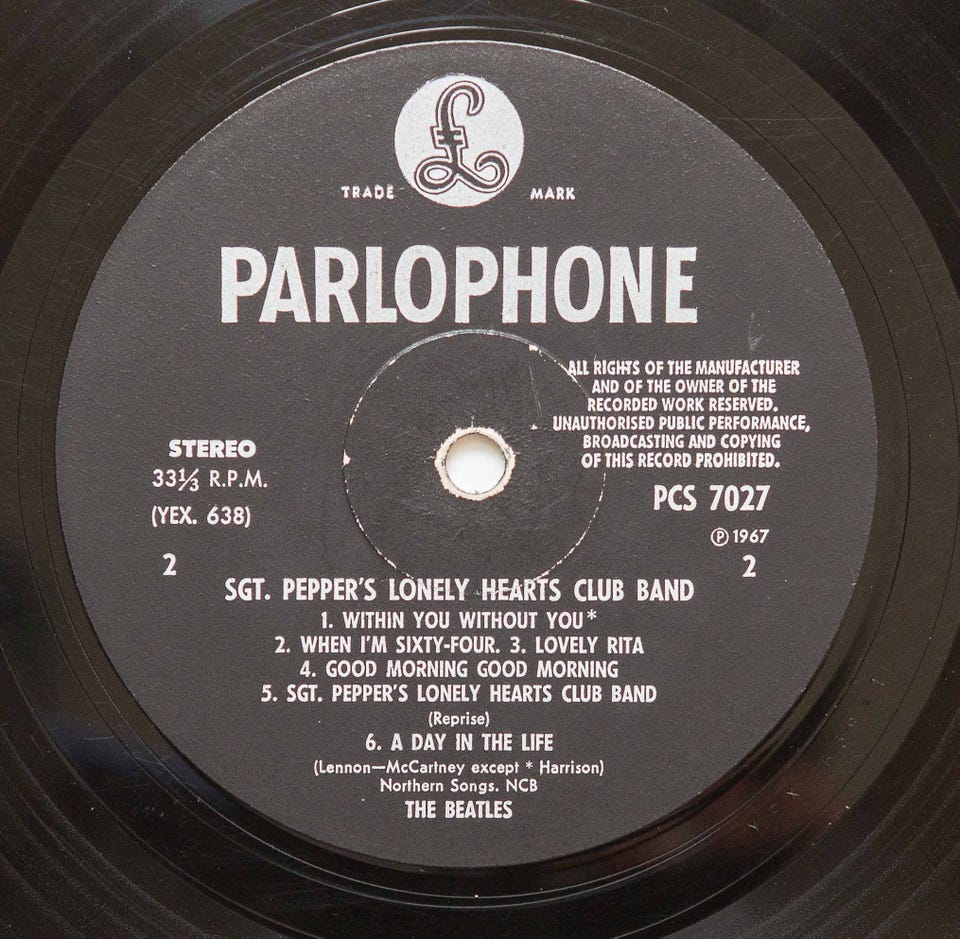 £
TRADE MARK
PARLOPHONE
ALL RIGHTS OF THE MANUFACTURER
AND OF THE OWNER OF THE
RECORDED WORK RESERVED.
UNAUTHORISED PUBLIC PERFORMANCE,
BROADCASTING AND COPYING
OF THIS RECORD PROHIBITED.
STEREO
33⅓ R.P.M.
(YEX. 638)
2
PCS 7027
Ⓟ 1967
2
SGT. PEPPER'S LONELY HEARTS CLUB BAND
1. WITHIN YOU WITHOUT YOU*
2. WHEN I'M SIXTY-FOUR. 3. LOVELY RITA
4. GOOD MORNING GOOD MORNING
5. SGT. PEPPER'S LONELY HEARTS CLUB BAND
(Reprise)
6. A DAY IN THE LIFE
(Lennon—McCartney except * Harrison)
Northern Songs. NCB
THE BEATLES